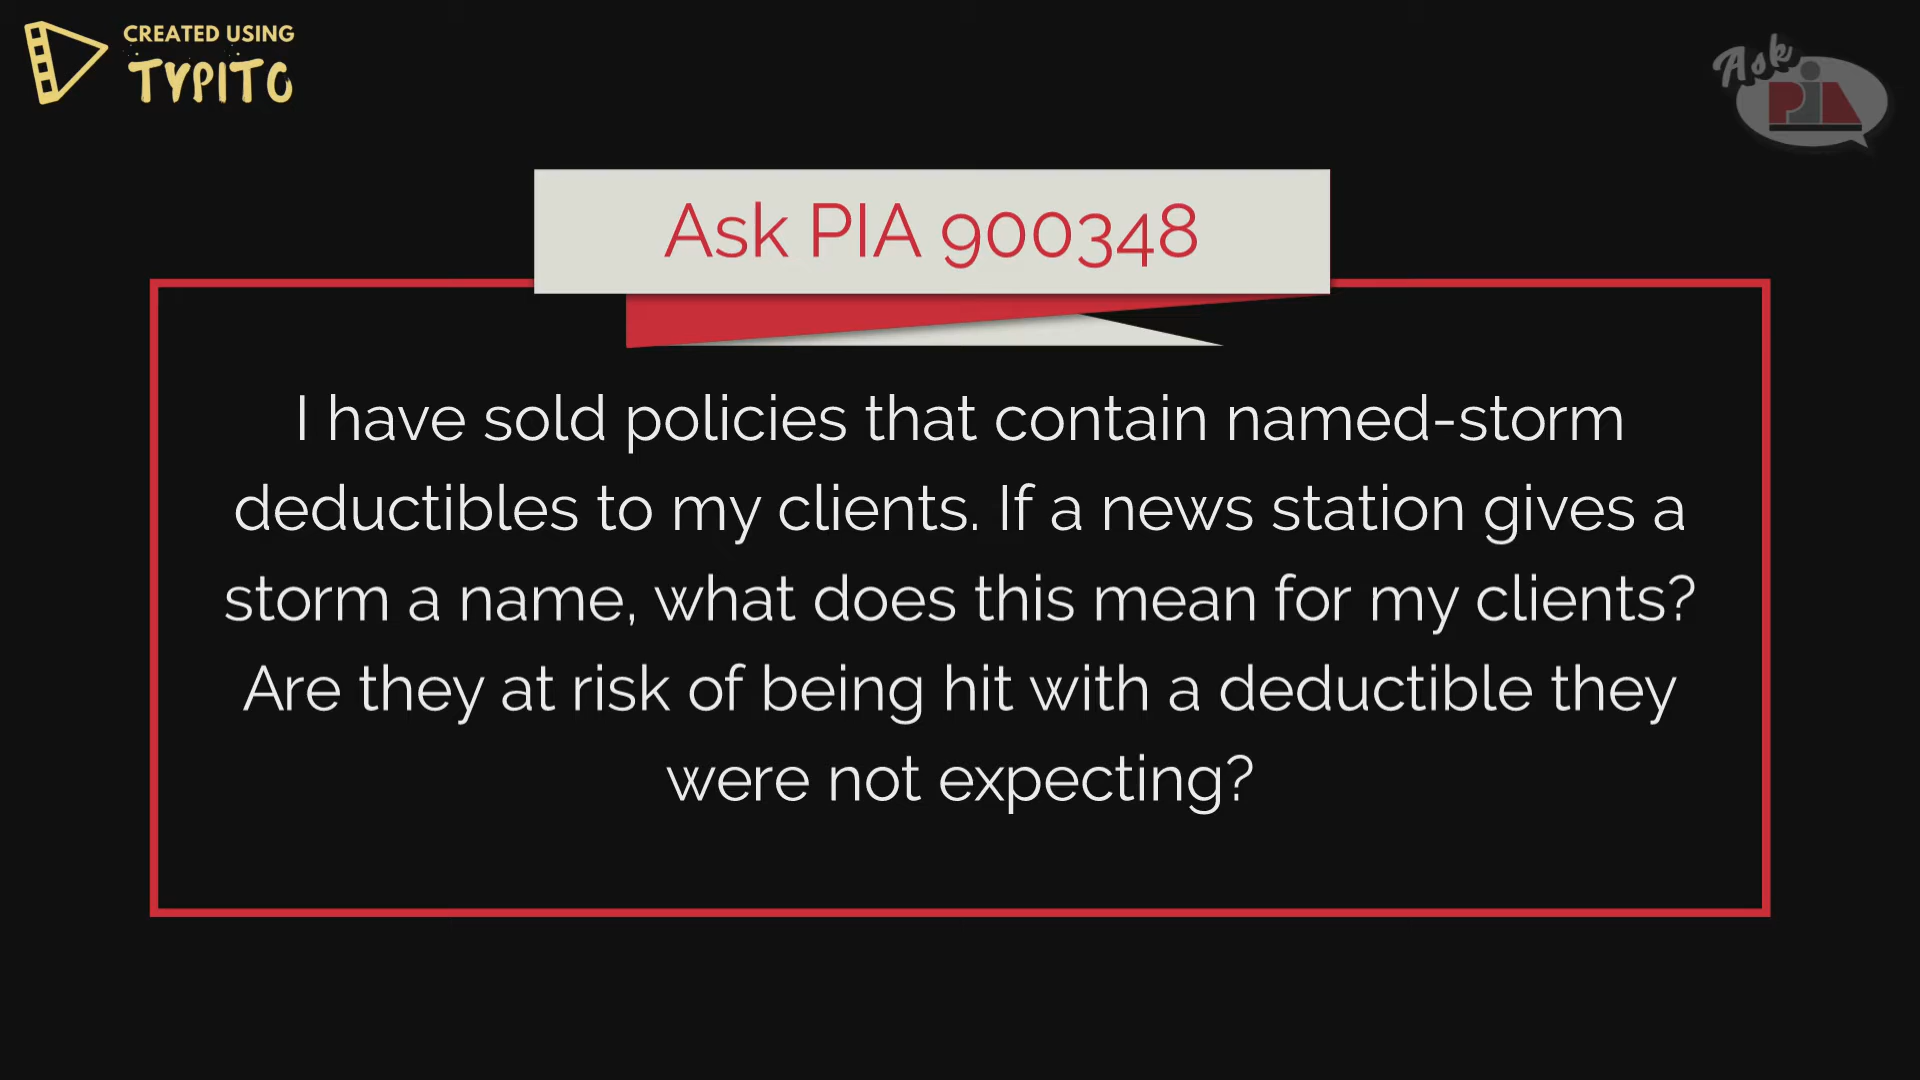 CREATED USING
TYPITO
Ask
PIA
Ask PIA 900348
I have sold policies that contain named-storm
deductibles to my clients. If a news station gives a
storm a name, what does this mean for my clients?
Are they at risk of being hit with a deductible they
were not expecting?